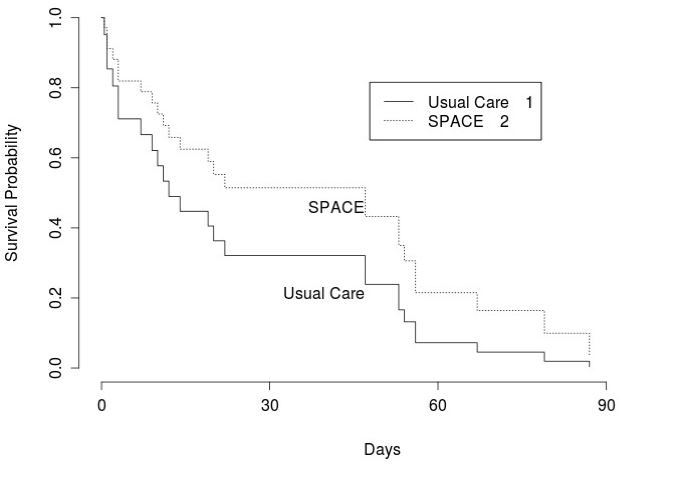 Survival Probability
1.0
0.8
0.6
0.4
0.2
0.0
Usual Care 1
SPACE 2
SPACE
Usual Care
0 30 60 90
Days